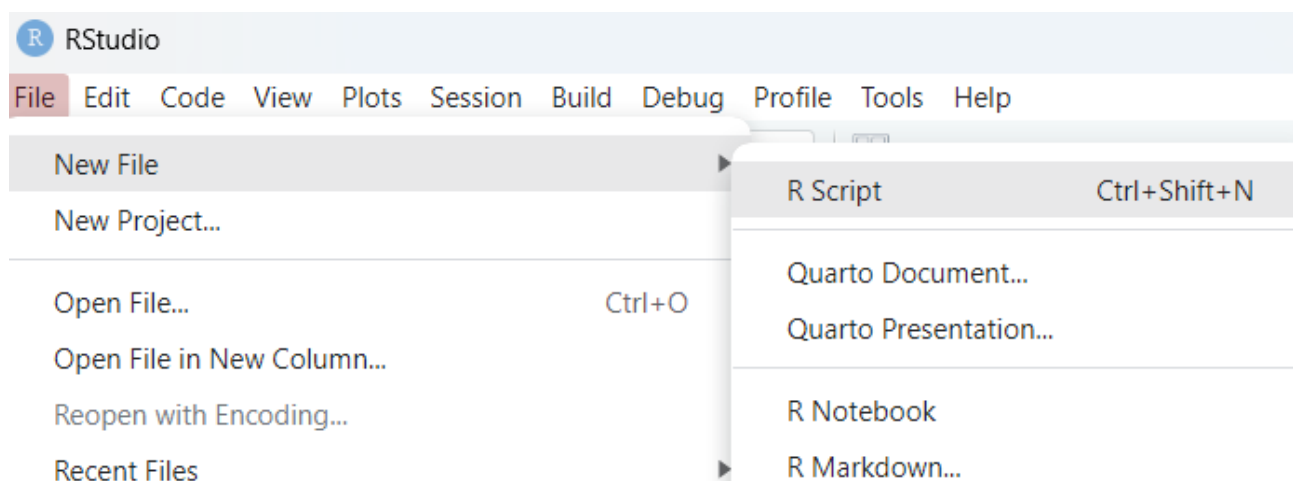 R RStudio
File Edit Code View Plots Session Build Debug Profile Tools Help
New File
New Project...
Open File... Ctrl+O
Open File in New Column...
Reopen with Encoding...
Recent Files
R Script Ctrl+Shift+N
Quarto Document...
Quarto Presentation...
R Notebook
R Markdown...